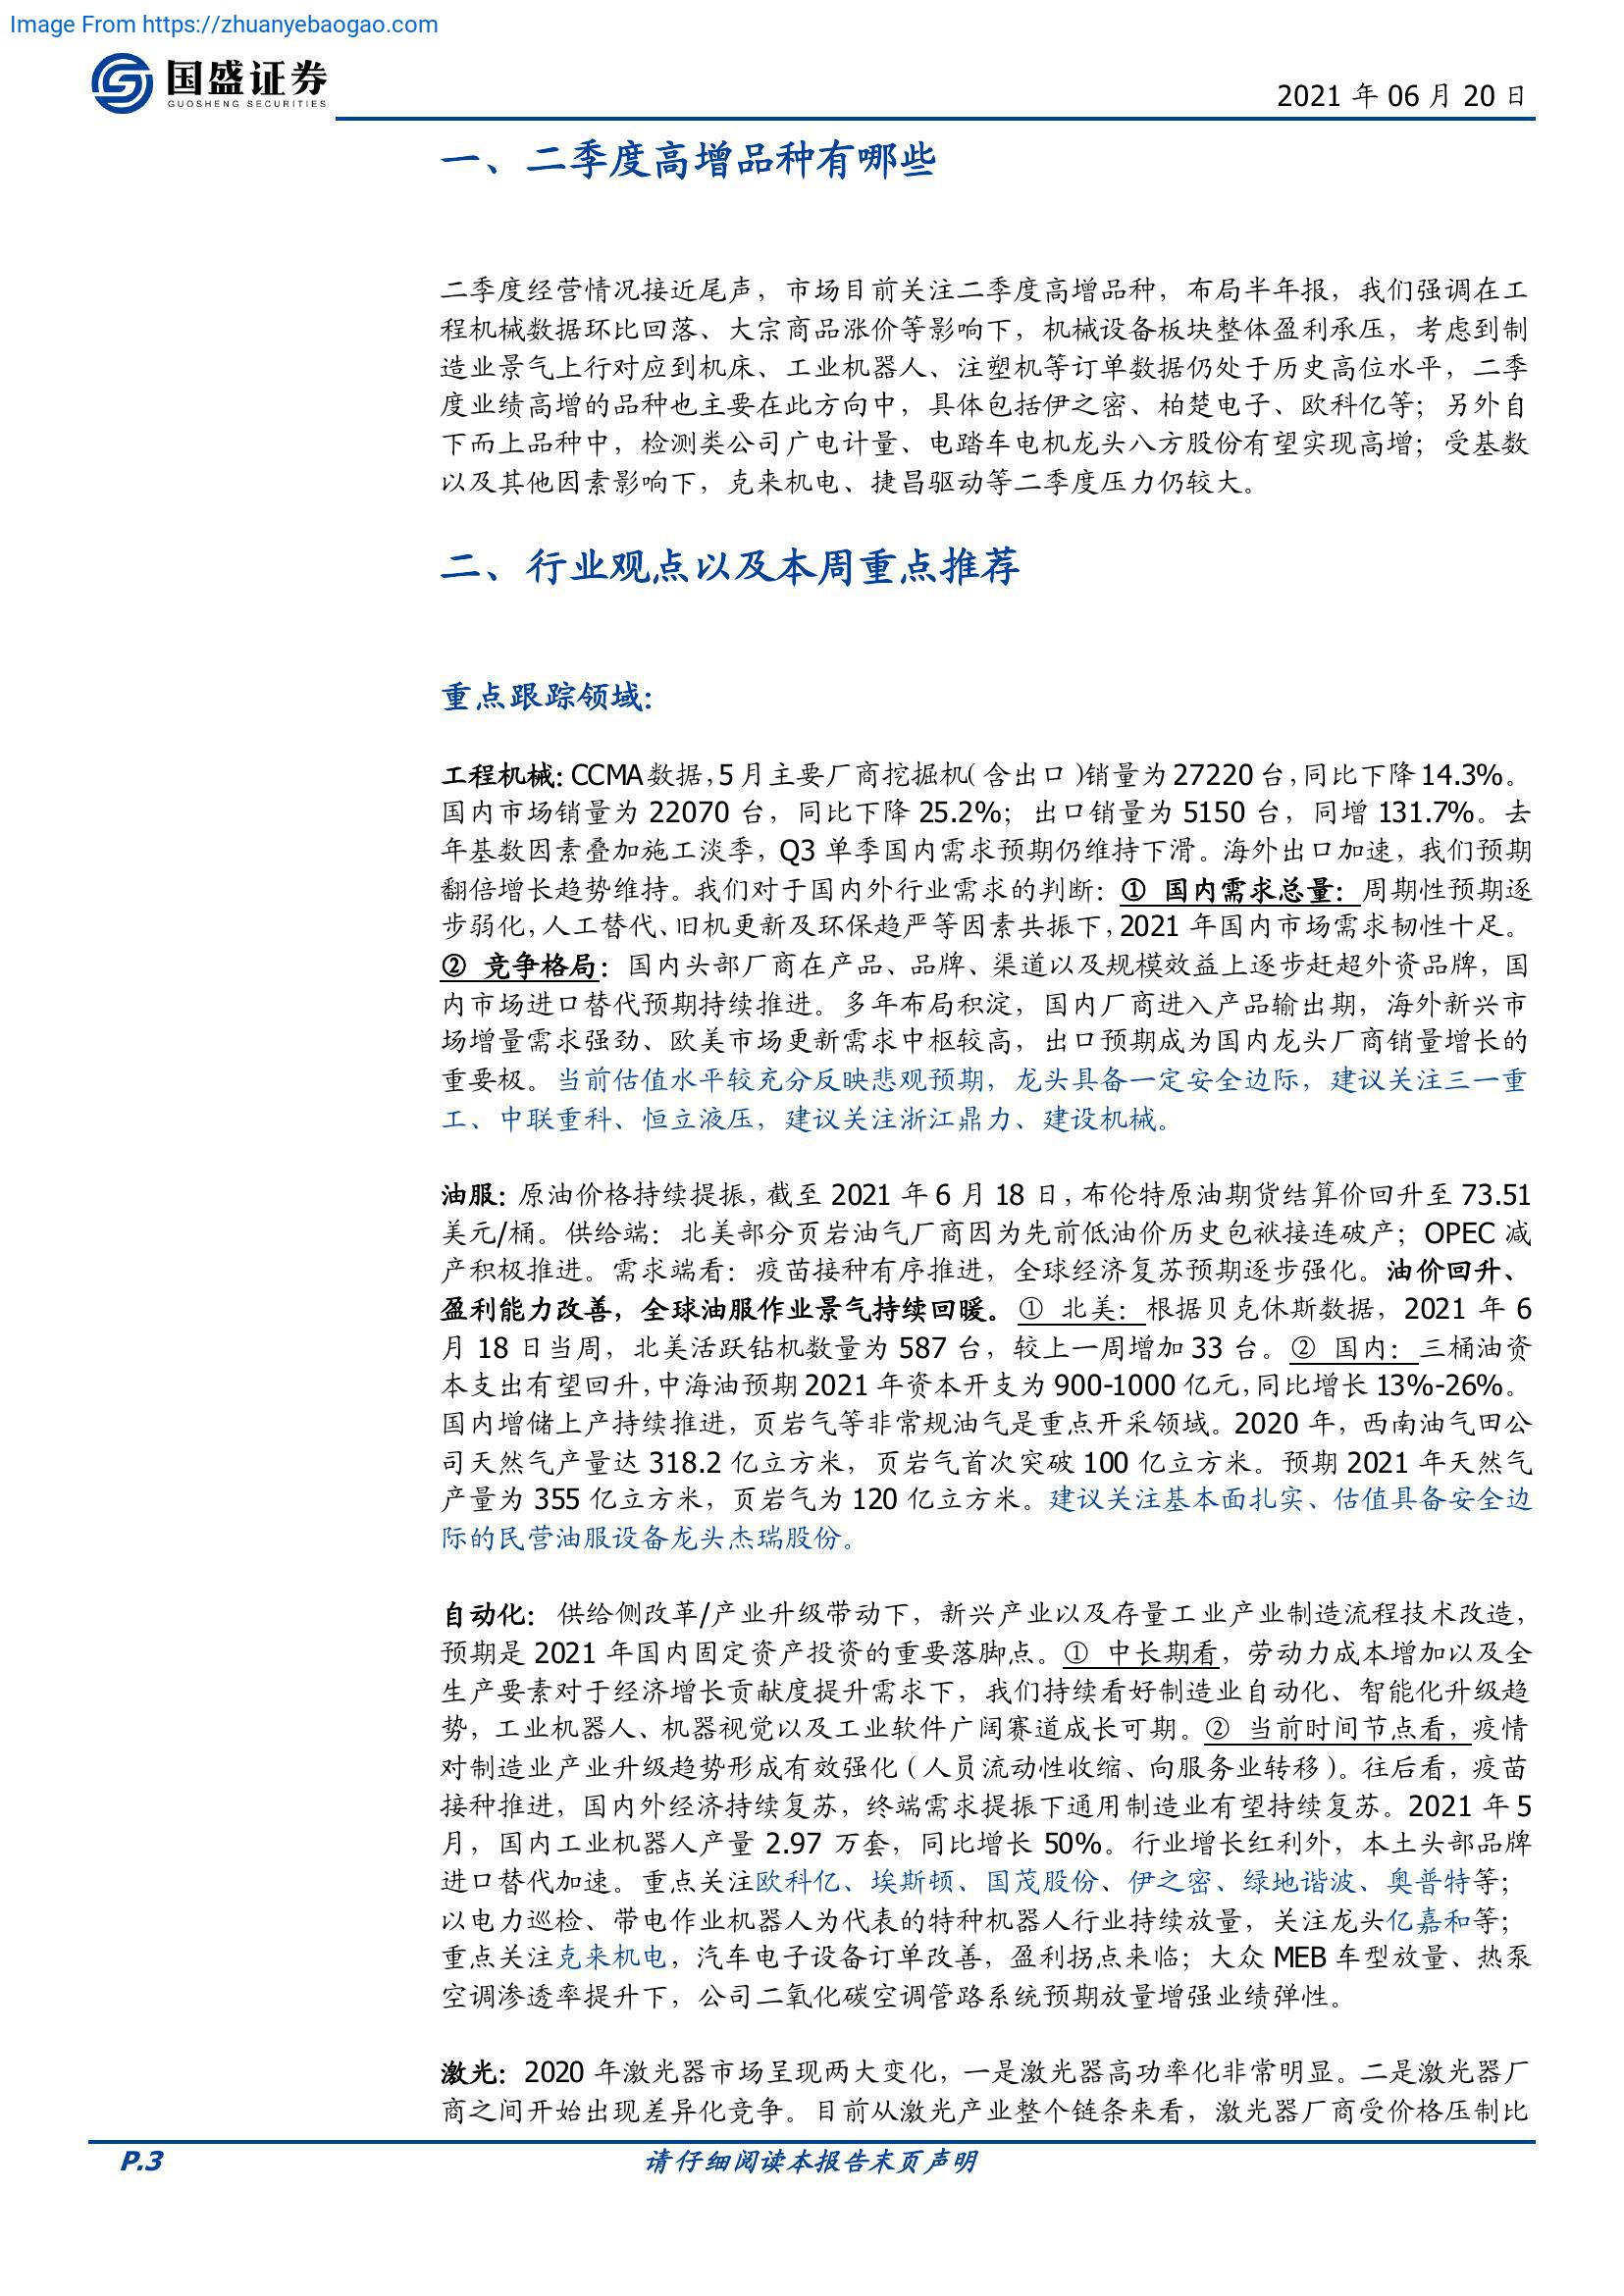 Image From https://zhuanyebaogao.com
国盛证券
GUOSHENG SECURITIES
2021 年 06 月 20 日
一、二季度高增品种有哪些
二季度经营情况接近尾声，市场目前关注二季度高增品种，布局半年报，我们强调在工
程机械数据环比回落、大宗商品涨价等影响下，机械设备板块整体盈利承压，考虑到制
造业景气上行对应到机床、工业机器人、注塑机等订单数据仍处于历史高位水平，二季
度业绩高增的品种也主要在此方向中，具体包括伊之密、柏楚电子、欧科亿等；另外自
下而上品种中，检测类公司广电计量、电踏车电机龙头八方股份有望实现高增；受基数
以及其他因素影响下，克来机电、捷昌驱动等二季度压力仍较大。
二、行业观点以及本周重点推荐
重点跟踪领域：
工程机械：CCMA 数据，5 月主要厂商挖掘机（含出口）销量为 27220 台，同比下降 14.3%。
国内市场销量为 22070 台，同比下降 25.2%；出口销量为 5150 台，同增 131.7%。去
年基数因素叠加施工淡季，Q3 单季国内需求预期仍维持下滑。海外出口加速，我们预期
翻倍增长趋势维持。我们对于国内外行业需求的判断：① 国内需求总量：周期性预期逐
步弱化，人工替代、旧机更新及环保趋严等因素共振下，2021 年国内市场需求韧性十足。
② 竞争格局：国内头部厂商在产品、品牌、渠道以及规模效益上逐步赶超外资品牌，国
内市场进口替代预期持续推进。多年布局积淀，国内厂商进入产品输出期，海外新兴市
场增量需求强劲、欧美市场更新需求中枢较高，出口预期成为国内龙头厂商销量增长的
重要极。当前估值水平较充分反映悲观预期，龙头具备一定安全边际，建议关注三一重
工、中联重科、恒立液压，建议关注浙江鼎力、建设机械。
油服：原油价格持续提振，截至 2021 年 6 月 18 日，布伦特原油期货结算价回升至 73.51
美元/桶。供给端：北美部分页岩油气厂商因为先前低油价历史包袱接连破产；OPEC 减
产积极推进。需求端看：疫苗接种有序推进，全球经济复苏预期逐步强化。油价回升、
盈利能力改善，全球油服作业景气持续回暖。① 北美：根据贝克休斯数据，2021 年 6
月 18 日当周，北美活跃钻机数量为 587 台，较上一周增加 33 台。② 国内：三桶油资
本支出有望回升，中海油预期 2021 年资本开支为 900-1000 亿元，同比增长 13%-26%。
国内增储上产持续推进，页岩气等非常规油气是重点开采领域。2020 年，西南油气田公
司天然气产量达 318.2 亿立方米，页岩气首次突破 100 亿立方米。预期 2021 年天然气
产量为 355 亿立方米，页岩气为 120 亿立方米。建议关注基本面扎实、估值具备安全边
际的民营油服设备龙头杰瑞股份。
自动化：供给侧改革/产业升级带动下，新兴产业以及存量工业产业制造流程技术改造，
预期是 2021 年国内固定资产投资的重要落脚点。① 中长期看，劳动力成本增加以及全
生产要素对于经济增长贡献度提升需求下，我们持续看好制造业自动化、智能化升级趋
势，工业机器人、机器视觉以及工业软件广阔赛道成长可期。② 当前时间节点看，疫情
对制造业产业升级趋势形成有效强化（人员流动性收缩、向服务业转移）。往后看，疫苗
接种推进，国内外经济持续复苏，终端需求提振下通用制造业有望持续复苏。2021 年 5
月，国内工业机器人产量 2.97 万套，同比增长 50%。行业增长红利外，本土头部品牌
进口替代加速。重点关注欧科亿、埃斯顿、国茂股份、伊之密、绿地谐波、奥普特等；
以电力巡检、带电作业机器人为代表的特种机器人行业持续放量，关注龙头亿嘉和等；
重点关注克来机电，汽车电子设备订单改善，盈利拐点来临；大众 MEB 车型放量、热泵
空调渗透率提升下，公司二氧化碳空调管路系统预期放量增强业绩弹性。
激光：2020 年激光器市场呈现两大变化，一是激光器高功率化非常明显。二是激光器厂
商之间开始出现差异化竞争。目前从激光产业整个链条来看，激光器厂商受价格压制比
P.3
请仔细阅读本报告末页声明